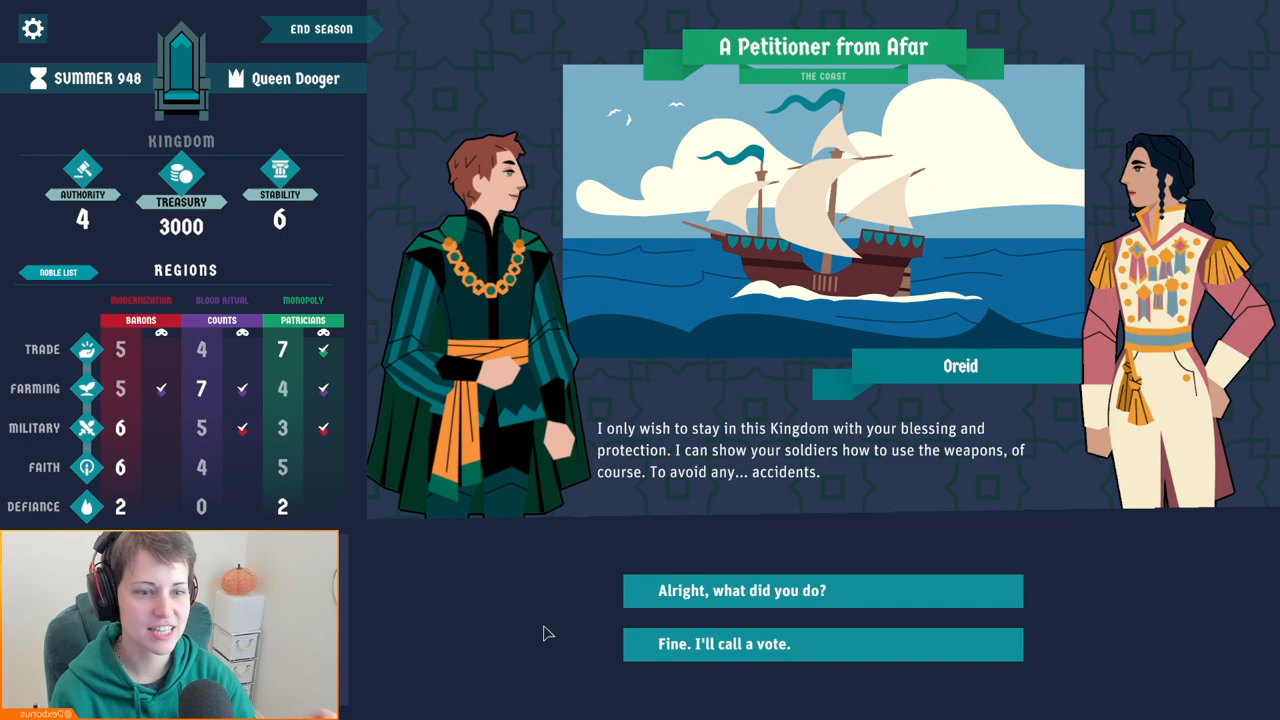 END SEASON
SUMMER 948
Queen Dooger
KINGDOM
AUTHORITY
4
TREASURY
3000
STABILITY
6
NOBLE LIST
REGIONS
MODERNIZATION BLOOD RITUAL MONOPOLY
BARONS COUNTS PATRICIANS
TRADE 5 4 7
FARMING 5 7 4
MILITARY 6 5 3
FAITH 6 4 5
DEFIANCE 2 0 2
A Petitioner from Afar
THE COAST
Oreid
I only wish to stay in this Kingdom with your blessing and
protection. I can show your soldiers how to use the weapons, of
course. To avoid any... accidents.
Alright, what did you do?
Fine. I'll call a vote.
@Dexbonus